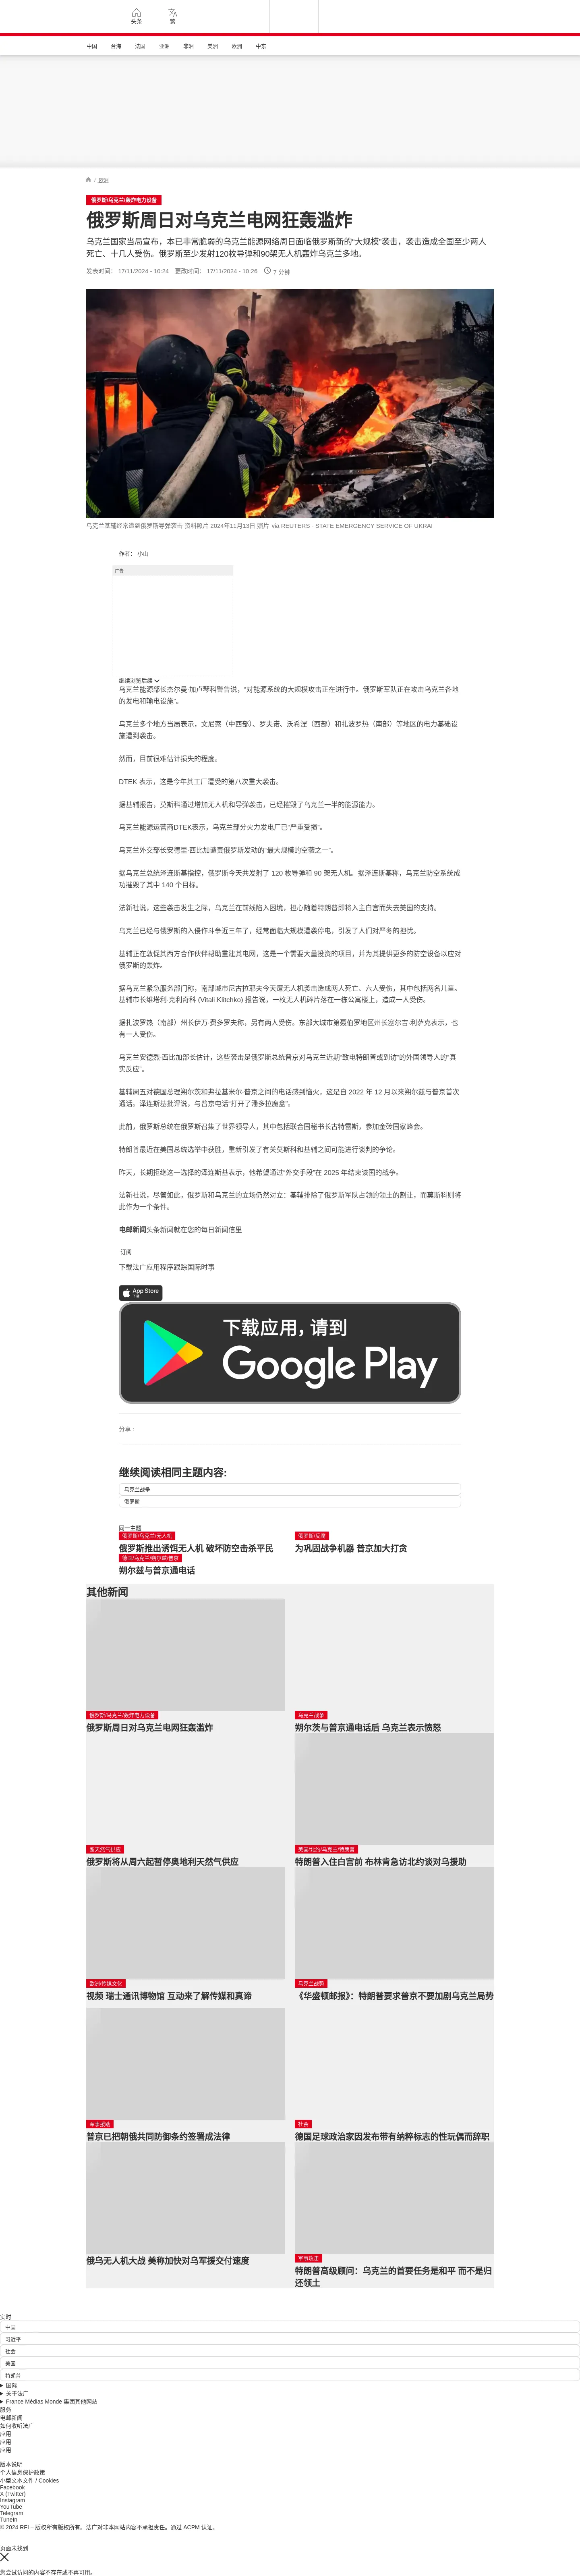 头条
繁
中国
台海
法国
亚洲
非洲
美洲
欧洲
中东
/ 欧洲
俄罗斯/乌克兰/轰炸电力设备
俄罗斯周日对乌克兰电网狂轰滥炸
乌克兰国家当局宣布，本已非常脆弱的乌克兰能源网络周日面临俄罗斯新的“大规模”袭击，袭击造成全国至少两人
死亡、十几人受伤。俄罗斯至少发射120枚导弹和90架无人机轰炸乌克兰多地。
发表时间： 17/11/2024 - 10:24 更改时间： 17/11/2024 - 10:26 7 分钟
乌克兰基辅经常遭到俄罗斯导弹袭击 资料照片 2024年11月13日 照片 via REUTERS - STATE EMERGENCY SERVICE OF UKRAI
作者： 小山
广告
继续浏览后续
乌克兰能源部长杰尔曼·加卢琴科警告说，“对能源系统的大规模攻击正在进行中。俄罗斯军队正在攻击乌克兰各地
的发电和输电设施”。
乌克兰多个地方当局表示，文尼察（中西部）、罗夫诺、沃希涅（西部）和扎波罗热（南部）等地区的电力基础设
施遭到袭击。
然而，目前很难估计损失的程度。
DTEK 表示，这是今年其工厂遭受的第八次重大袭击。
据基辅报告，莫斯科通过增加无人机和导弹袭击，已经摧毁了乌克兰一半的能源能力。
乌克兰能源运营商DTEK表示，乌克兰部分火力发电厂已“严重受损”。
乌克兰外交部长安德里·西比加谴责俄罗斯发动的“最大规模的空袭之一”。
据乌克兰总统泽连斯基指控，俄罗斯今天共发射了 120 枚导弹和 90 架无人机。据泽连斯基称，乌克兰防空系统成
功摧毁了其中 140 个目标。
法新社说，这些袭击发生之际，乌克兰在前线陷入困境，担心随着特朗普即将入主白宫而失去美国的支持。
乌克兰已经与俄罗斯的入侵作斗争近三年了，经常面临大规模遭袭停电，引发了人们对严冬的担忧。
基辅正在敦促其西方合作伙伴帮助重建其电网，这是一个需要大量投资的项目，并为其提供更多的防空设备以应对
俄罗斯的轰炸。
据乌克兰紧急服务部门称，南部城市尼古拉耶夫今天遭无人机袭击造成两人死亡、六人受伤，其中包括两名儿童。
基辅市长维塔利·克利奇科 (Vitali Klitchko) 报告说，一枚无人机碎片落在一栋公寓楼上，造成一人受伤。
据扎波罗热（南部）州长伊万·费多罗夫称，另有两人受伤。东部大城市第聂伯罗地区州长塞尔吉·利萨克表示，也
有一人受伤。
乌克兰安德烈·西比加部长估计，这些袭击是俄罗斯总统普京对乌克兰近期“致电特朗普或到访”的外国领导人的“真
实反应”。
基辅周五对德国总理朔尔茨和弗拉基米尔·普京之间的电话感到恼火，这是自 2022 年 12 月以来朔尔兹与普京首次
通话。泽连斯基批评说，与普京电话“打开了潘多拉魔盒”。
此前，俄罗斯总统在俄罗斯召集了世界领导人，其中包括联合国秘书长古特雷斯，参加金砖国家峰会。
特朗普最近在美国总统选举中获胜，重新引发了有关莫斯科和基辅之间可能进行谈判的争论。
昨天，长期拒绝这一选择的泽连斯基表示，他希望通过“外交手段”在 2025 年结束该国的战争。
法新社说，尽管如此，俄罗斯和乌克兰的立场仍然对立：基辅排除了俄罗斯军队占领的领土的割让，而莫斯科则将
此作为一个条件。
电邮新闻头条新闻就在您的每日新闻信里
订阅
下载法广应用程序跟踪国际时事
App Store
下载
下载应用，请到
Google Play
分享 :
继续阅读相同主题内容:
乌克兰战争
俄罗斯
同一主题
俄罗斯/乌克兰/无人机
俄罗斯推出诱饵无人机 破坏防空击杀平民
俄罗斯/反腐
为巩固战争机器 普京加大打贪
德国/乌克兰/朔尔兹/普京
朔尔兹与普京通电话
其他新闻
俄罗斯/乌克兰/轰炸电力设备
俄罗斯周日对乌克兰电网狂轰滥炸
乌克兰战争
朔尔茨与普京通电话后 乌克兰表示愤怒
断天然气供应
俄罗斯将从周六起暂停奥地利天然气供应
美国/北约/乌克兰/特朗普
特朗普入住白宫前 布林肯急访北约谈对乌援助
欧洲/传媒文化
视频 瑞士通讯博物馆 互动来了解传媒和真谛
乌克兰战势
《华盛顿邮报》：特朗普要求普京不要加剧乌克兰局势
军事援助
普京已把朝俄共同防御条约签署成法律
社会
德国足球政治家因发布带有纳粹标志的性玩偶而辞职
俄乌无人机大战 美称加快对乌军援交付速度
军事攻击
特朗普高级顾问：乌克兰的首要任务是和平 而不是归
还领土
实时
中国
习近平
社会
美国
特朗普
国际
关于法广
France Médias Monde 集团其他网站
服务
电邮新闻
如何收听法广
应用
应用
应用
版本说明
个人信息保护政策
小型文本文件 / Cookies
Facebook
X (Twitter)
Instagram
YouTube
Telegram
TuneIn
© 2024 RFI – 版权所有版权所有。法广对非本网站内容不承担责任。通过 ACPM 认证。
页面未找到
您尝试访问的内容不存在或不再可用。